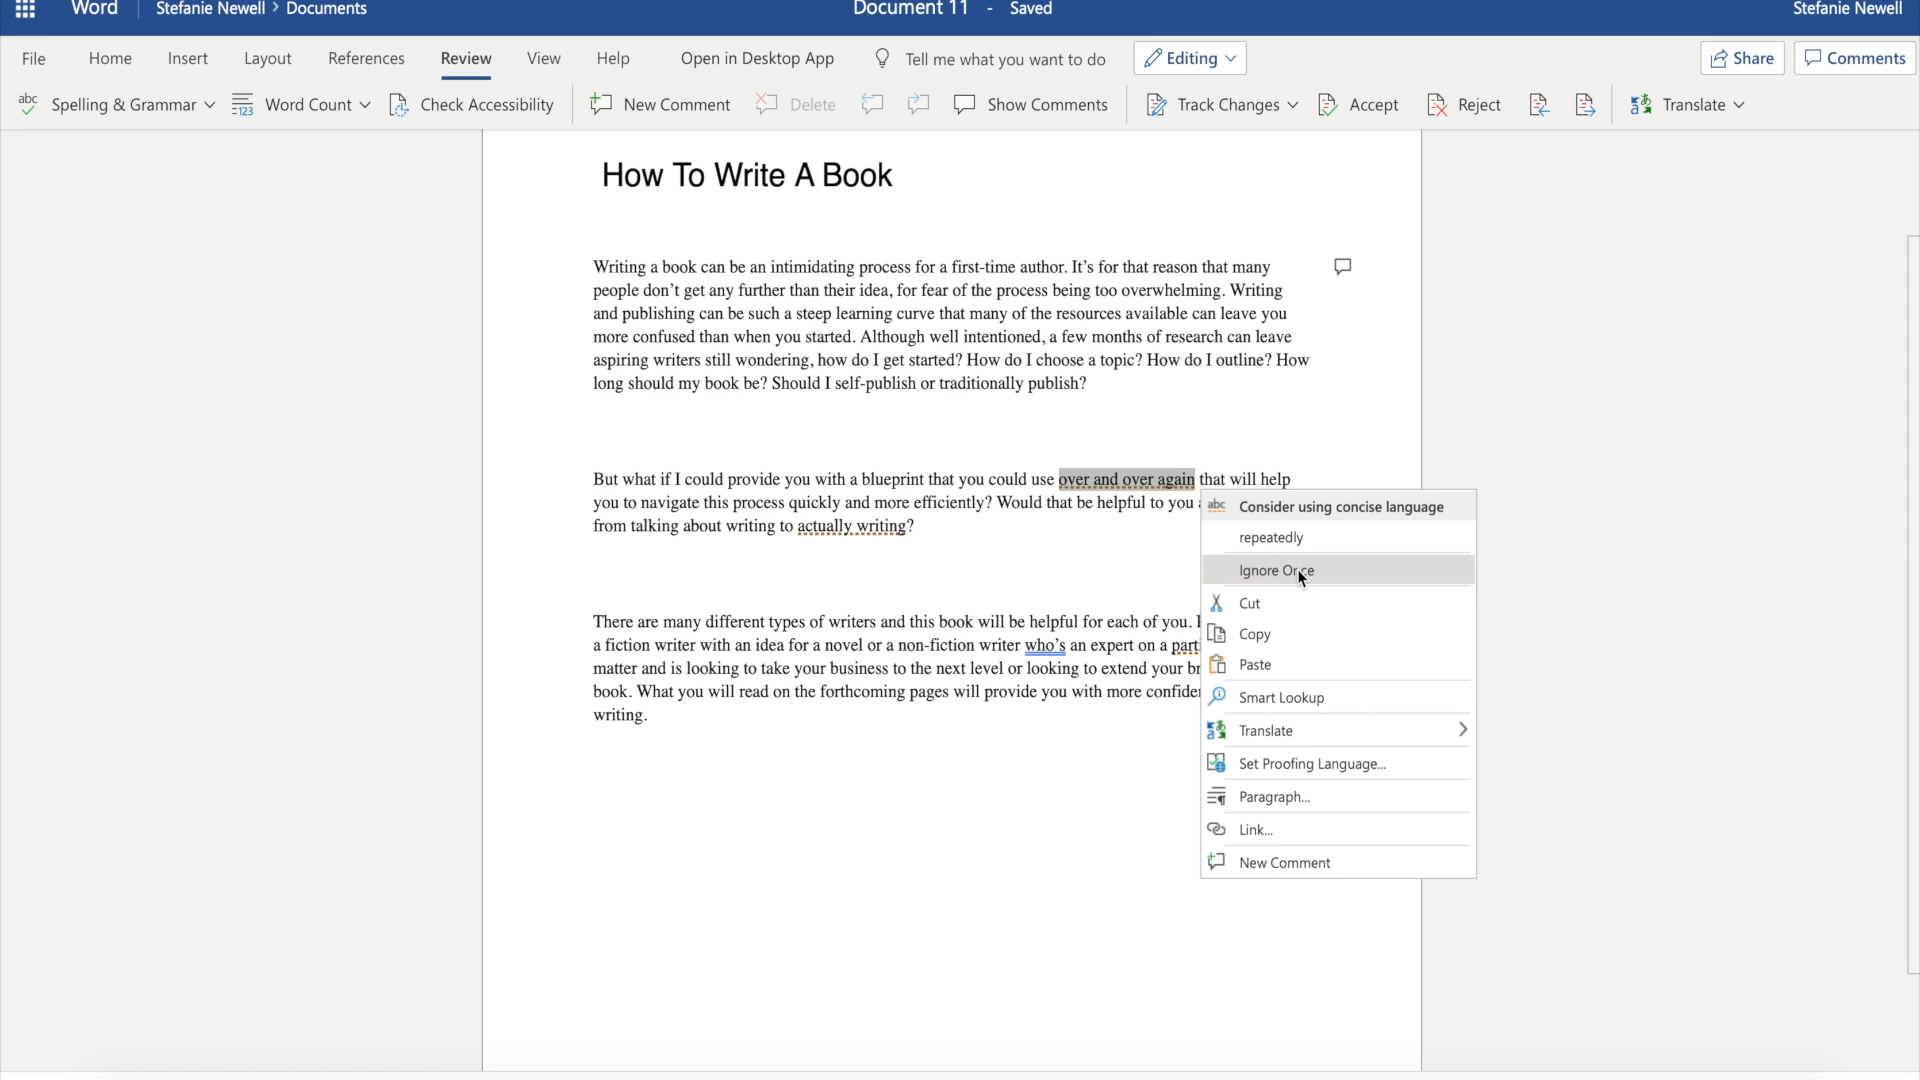 Word Stefanie Newell > Documents Document 11 - Saved Stefanie Newell
File Home Insert Layout References Review View Help Open in Desktop App Tell me what you want to do Editing Share Comments
abc Spelling & Grammar 123 Word Count Check Accessibility New Comment Delete Show Comments Track Changes Accept Reject Translate
How To Write A Book
Writing a book can be an intimidating process for a first-time author. It’s for that reason that many
people don’t get any further than their idea, for fear of the process being too overwhelming. Writing
and publishing can be such a steep learning curve that many of the resources available can leave you
more confused than when you started. Although well intentioned, a few months of research can leave
aspiring writers still wondering, how do I get started? How do I choose a topic? How do I outline? How
long should my book be? Should I self-publish or traditionally publish?
But what if I could provide you with a blueprint that you could use over and over again that will help
you to navigate this process quickly and more efficiently? Would that be helpful to you
from talking about writing to actually writing?
There are many different types of writers and this book will be helpful for each of you.
a fiction writer with an idea for a novel or a non-fiction writer who’s an expert on a
matter and is looking to take your business to the next level or looking to extend your
book. What you will read on the forthcoming pages will provide you with more
writing.
abc Consider using concise language
repeatedly
Ignore Once
Cut
Copy
Paste
Smart Lookup
Translate
Set Proofing Language...
Paragraph...
Link...
New Comment